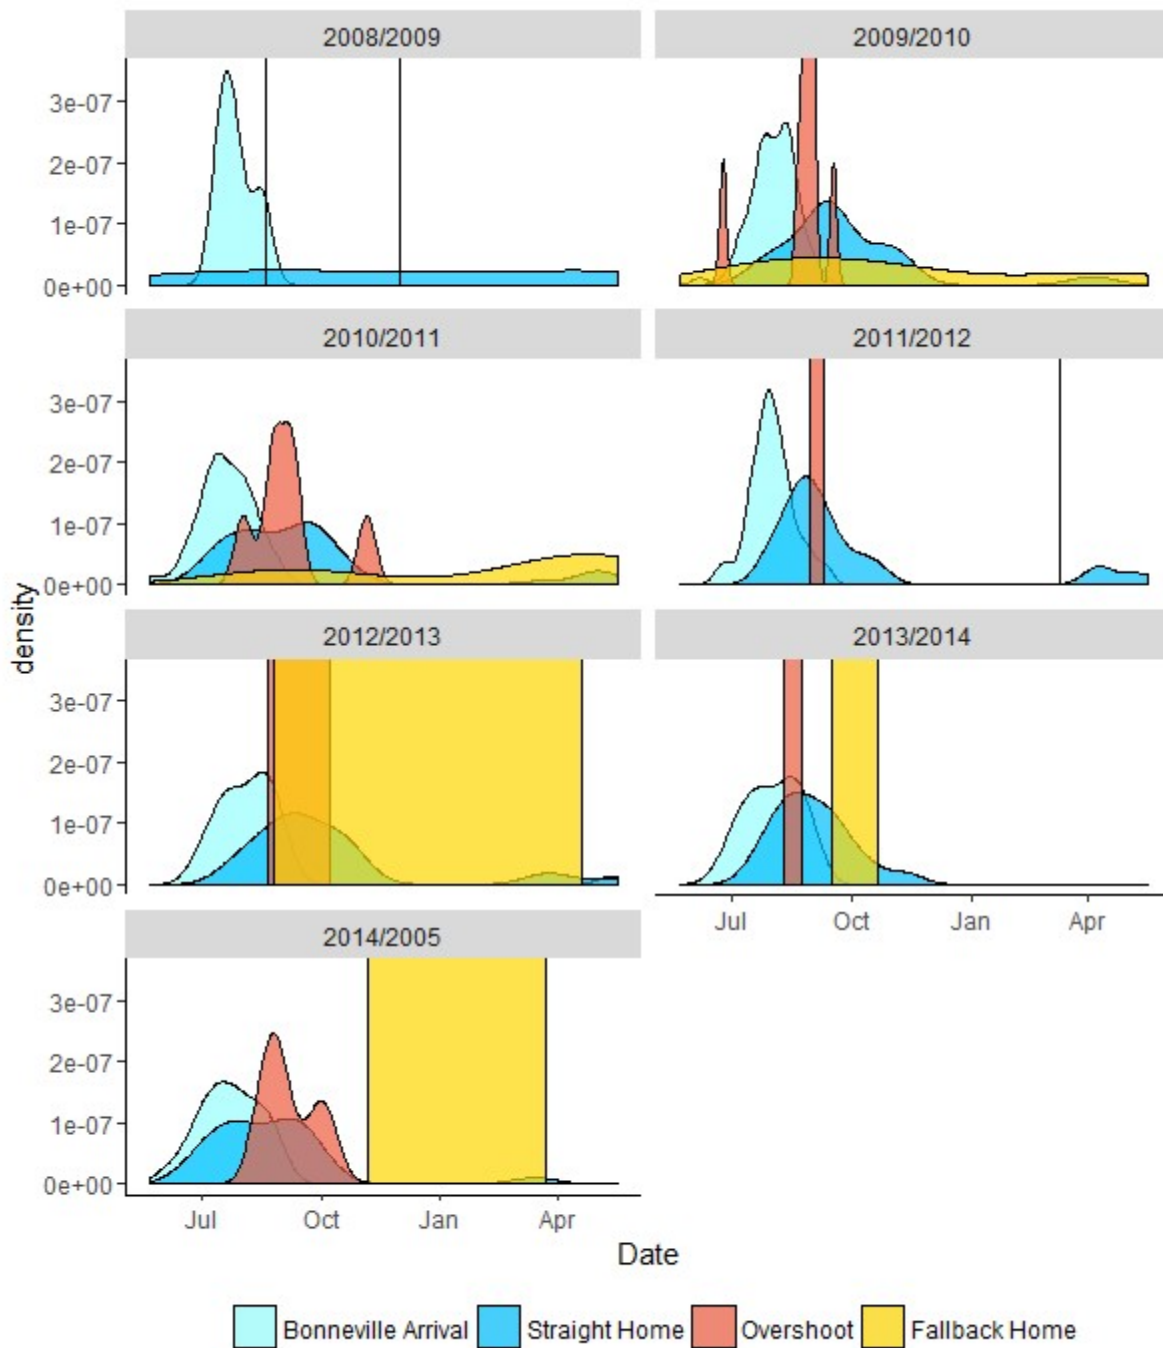 2008/2009
2009/2010
3e-07
2e-07
1e-07
0e+00
2010/2011
2011/2012
3e-07
2e-07
1e-07
0e+00
density
2012/2013
2013/2014
3e-07
2e-07
1e-07
0e+00
Jul Oct Jan Apr
2014/2005
3e-07
2e-07
1e-07
0e+00
Jul Oct Jan Apr
Date
Bonneville Arrival Straight Home Overshoot Fallback Home